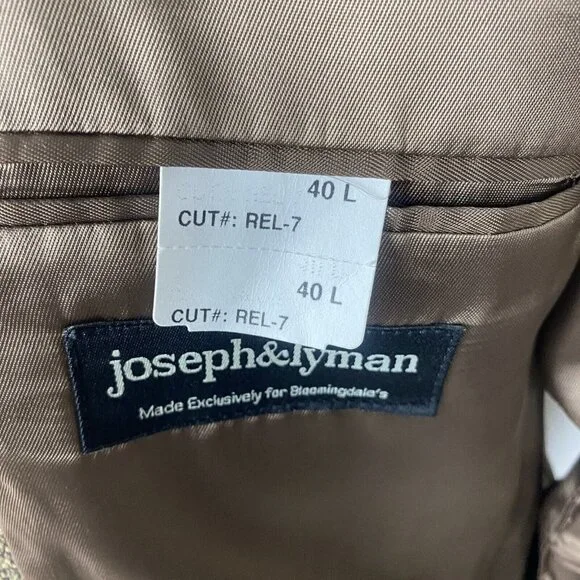 40 L
CUT#: REL-7
40 L
CUT#: REL-7
joseph&lyman
Made Exclusively for Bloomingdale's